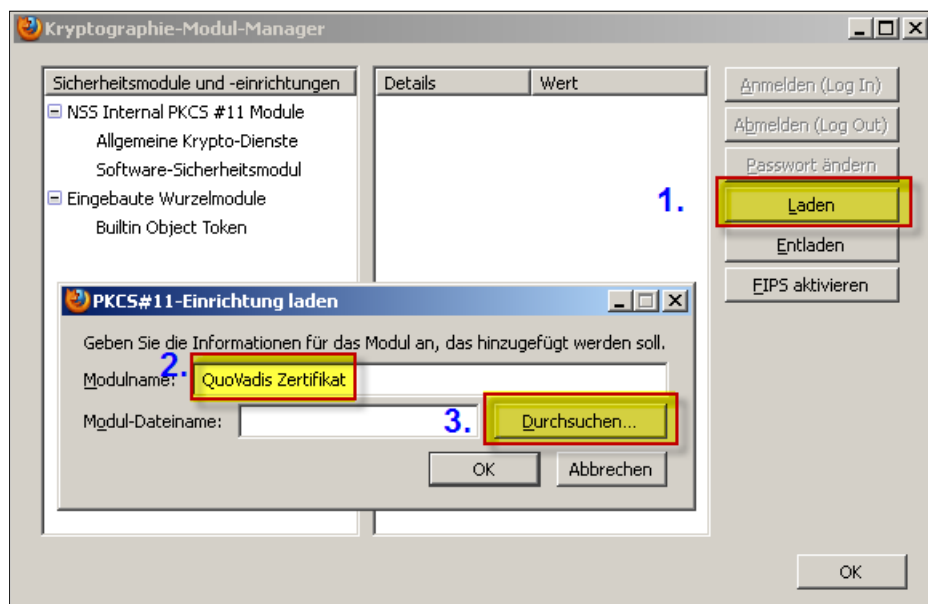 Kryptographie-Modul-Manager
Sicherheitsmodule und -einrichtungen
Details
Wert
NSS Internal PKCS #11 Module
Allgemeine Krypto-Dienste
Software-Sicherheitsmodul
Eingebaute Wurzelmodule
Builtin Object Token
Anmelden (Log In)
Abmelden (Log Out)
Passwort ändern
1.
Laden
Entladen
FIPS aktivieren
PKCS#11-Einrichtung laden
Geben Sie die Informationen für das Modul an, das hinzugefügt werden soll.
2.
Modulname: QuoVadis Zertifikat
Modul-Dateiname:
3.
Durchsuchen...
OK
Abbrechen
OK